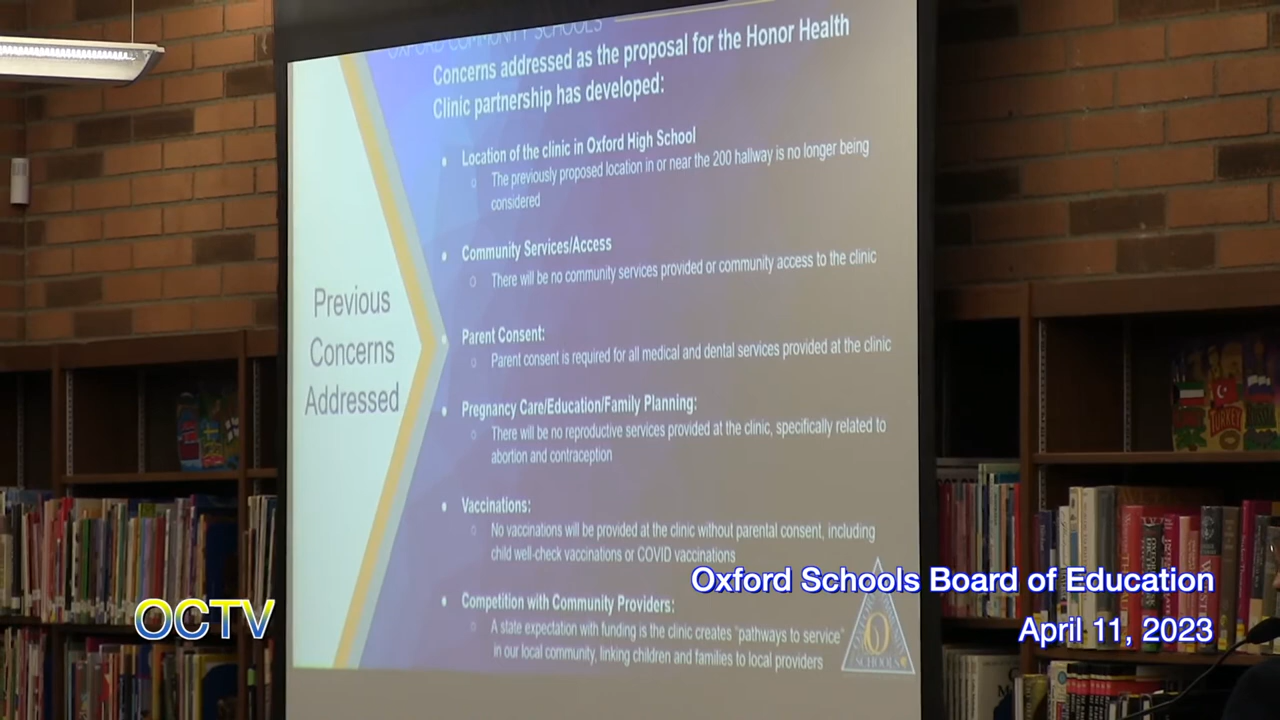 OXFORD COMMUNITY SCHOOLS
Concerns addressed as the proposal for the Honor Health
Clinic partnership has developed:
Previous
Concerns
Addressed
• Location of the clinic in Oxford High School
○ The previously proposed location in or near the 200 hallway is no longer being
considered
• Community Services/Access
○ There will be no community services provided or community access to the clinic
• Parent Consent:
○ Parent consent is required for all medical and dental services provided at the clinic
• Pregnancy Care/Education/Family Planning:
○ There will be no reproductive services provided at the clinic, specifically related to
abortion and contraception
• Vaccinations:
○ No vaccinations will be provided at the clinic without parental consent, including
child well-check vaccinations or COVID vaccinations
• Competition with Community Providers:
○ A state expectation with funding is the clinic creates "pathways to service"
in our local community, linking children and families to local providers
O
SCHOOLS
TURKEY
OCTV
Oxford Schools Board of Education
April 11, 2023